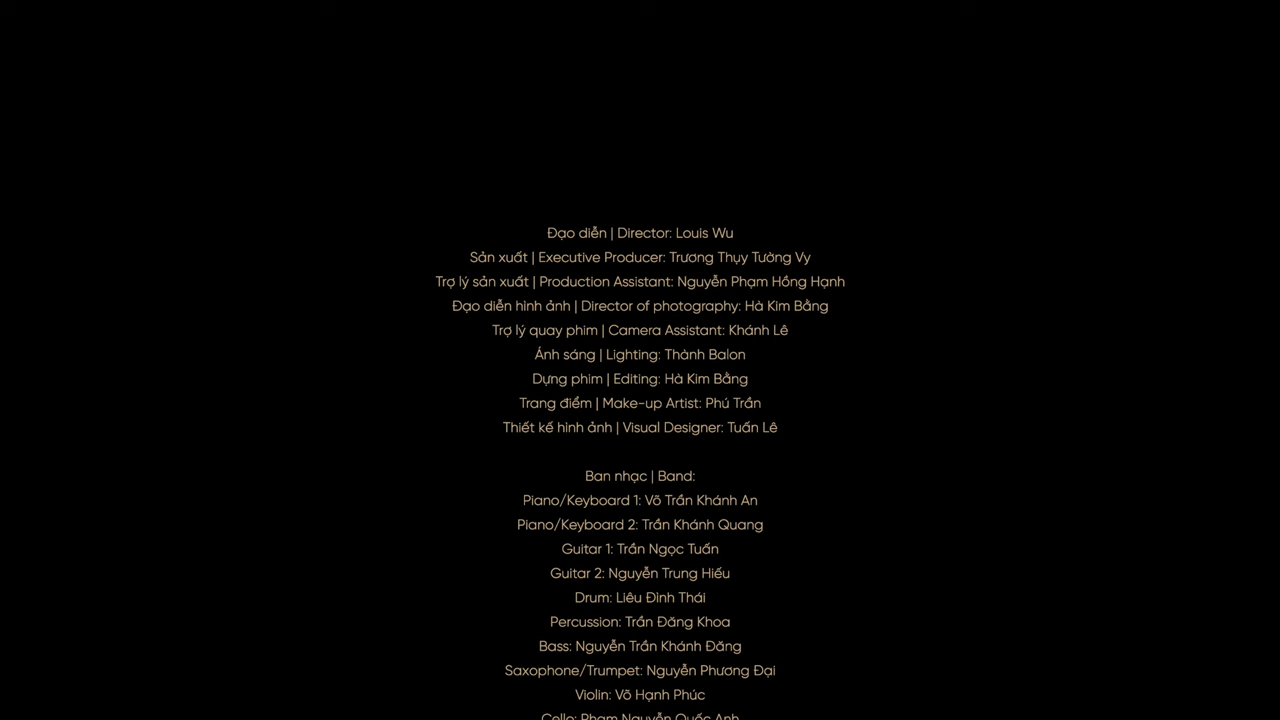 Đạo diễn | Director: Louis Wu
Sản xuất | Executive Producer: Trương Thụy Tường Vy
Trợ lý sản xuất | Production Assistant: Nguyễn Phạm Hồng Hạnh
Đạo diễn hình ảnh | Director of photography: Hà Kim Bằng
Trợ lý quay phim | Camera Assistant: Khánh Lê
Ánh sáng | Lighting: Thành Balon
Dựng phim | Editing: Hà Kim Bằng
Trang điểm | Make-up Artist: Phú Trần
Thiết kế hình ảnh | Visual Designer: Tuấn Lê
Ban nhạc | Band:
Piano/Keyboard 1: Võ Trần Khánh An
Piano/Keyboard 2: Trần Khánh Quang
Guitar 1: Trần Ngọc Tuấn
Guitar 2: Nguyễn Trung Hiếu
Drum: Liêu Đình Thái
Percussion: Trần Đăng Khoa
Bass: Nguyễn Trần Khánh Đăng
Saxophone/Trumpet: Nguyễn Phương Đại
Violin: Võ Hạnh Phúc
Cello: Phạm Nguyễn Quốc Anh